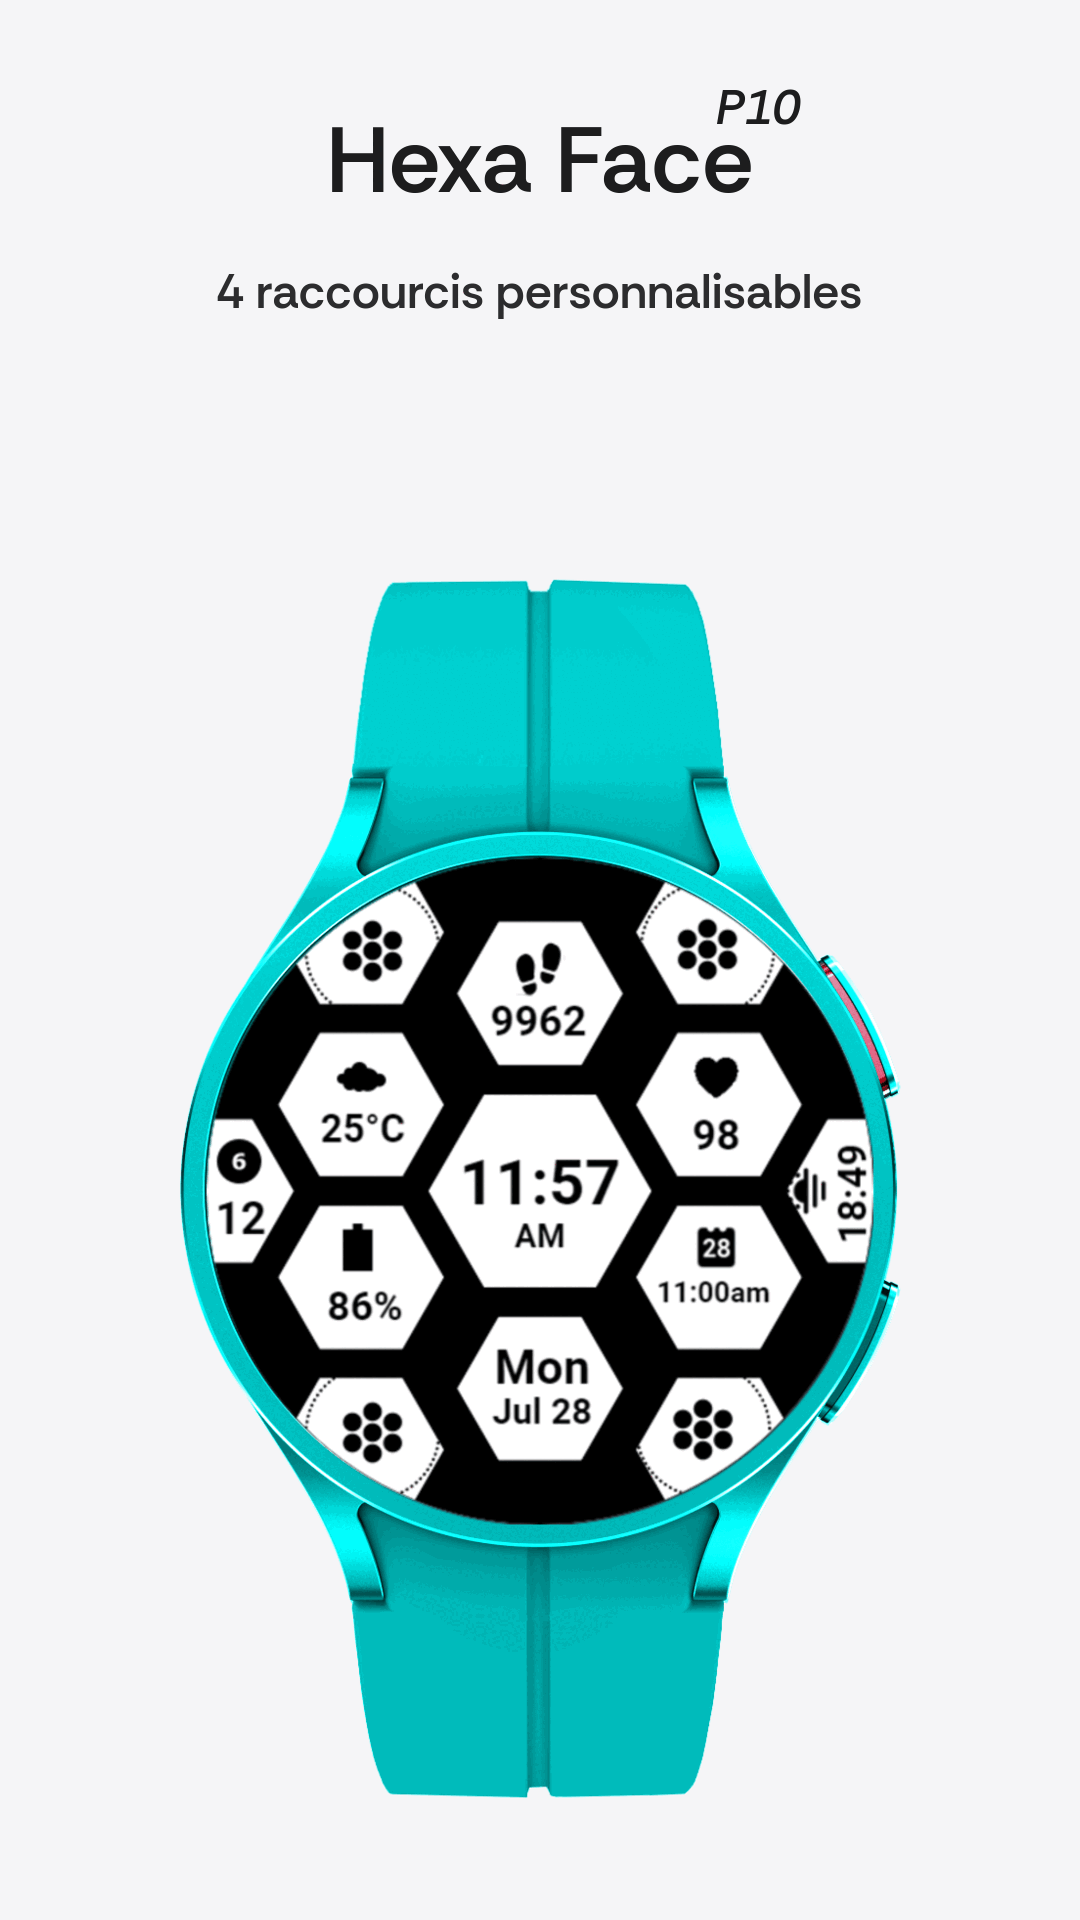 P10
Hexa Face
4 raccourcis personnalisables
9962
25°C
98
6
12
11:57
AM
18:49
86%
28
11:00am
Mon
Jul 28